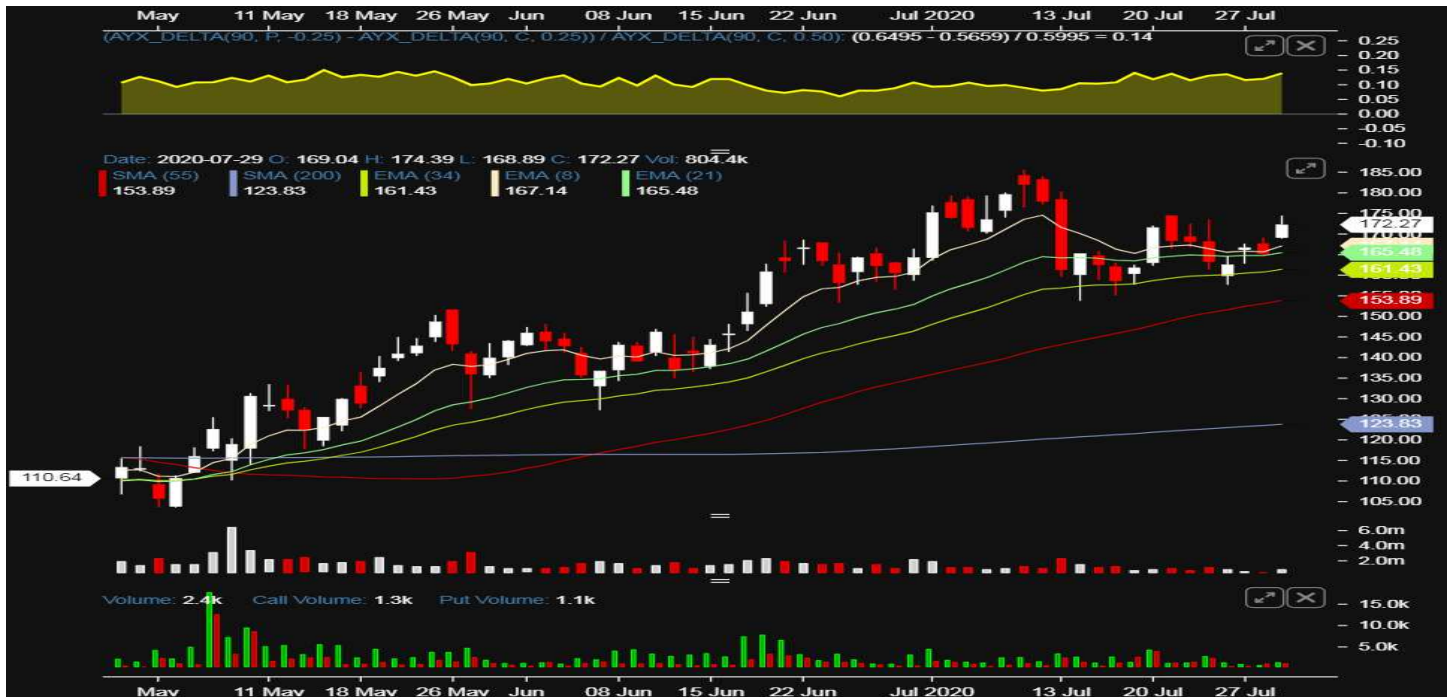 May 11 May 18 May 26 May Jun 08 Jun 15 Jun 22 Jun Jul 2020 13 Jul 20 Jul 27 Jul
(AYX_DELTA(90, P, -0.25) - AYX_DELTA(90, C, 0.25)) / AYX_DELTA(90, C, 0.50): (0.6495 - 0.5659) / 0.5995 = 0.14
0.25
0.20
0.15
0.10
0.05
0.00
-0.05
-0.10
Date: 2020-07-29 O: 169.04 H: 174.39 L: 168.89 C: 172.27 Vol: 804.4k
SMA (55) SMA (200) EMA (34) EMA (8) EMA (21)
153.89 123.83 161.43 167.14 165.48
185.00
180.00
175.00
172.27
170.00
165.48
161.43
153.89
150.00
145.00
140.00
135.00
130.00
123.83
120.00
115.00
110.64
110.00
105.00
6.0m
4.0m
2.0m
Volume: 2.4k Call Volume: 1.3k Put Volume: 1.1k
15.0k
10.0k
5.0k
May 11 May 18 May 26 May Jun 08 Jun 15 Jun 22 Jun Jul 2020 13 Jul 20 Jul 27 Jul